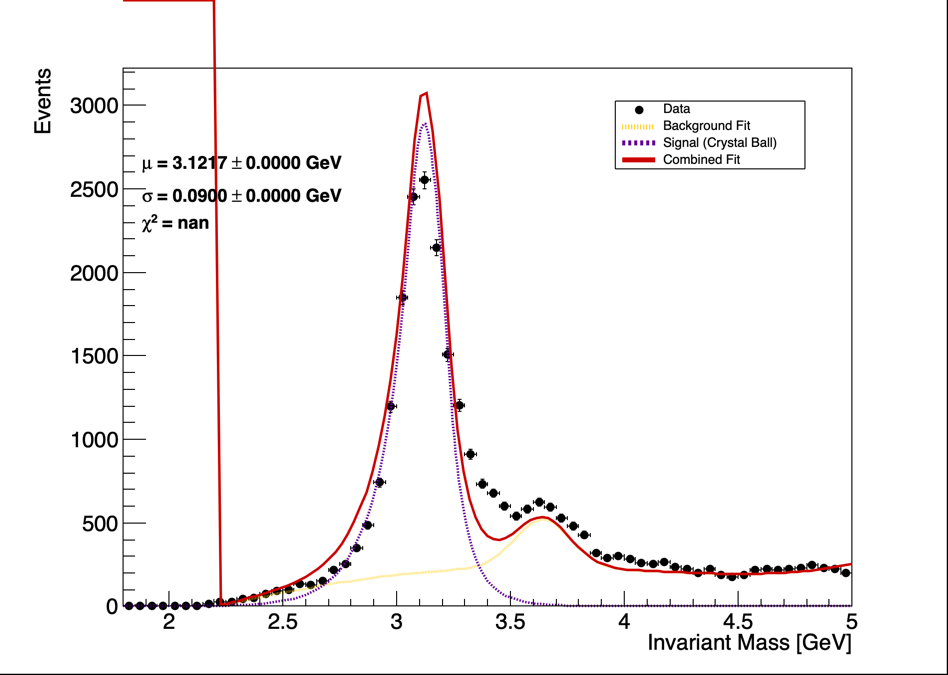 Events
3000
2500
2000
1500
1000
500
0
μ = 3.1217 ± 0.0000 GeV
σ = 0.0900 ± 0.0000 GeV
χ² = nan
Data
Background Fit
Signal (Crystal Ball)
Combined Fit
2 2.5 3 3.5 4 4.5 5
Invariant Mass [GeV]